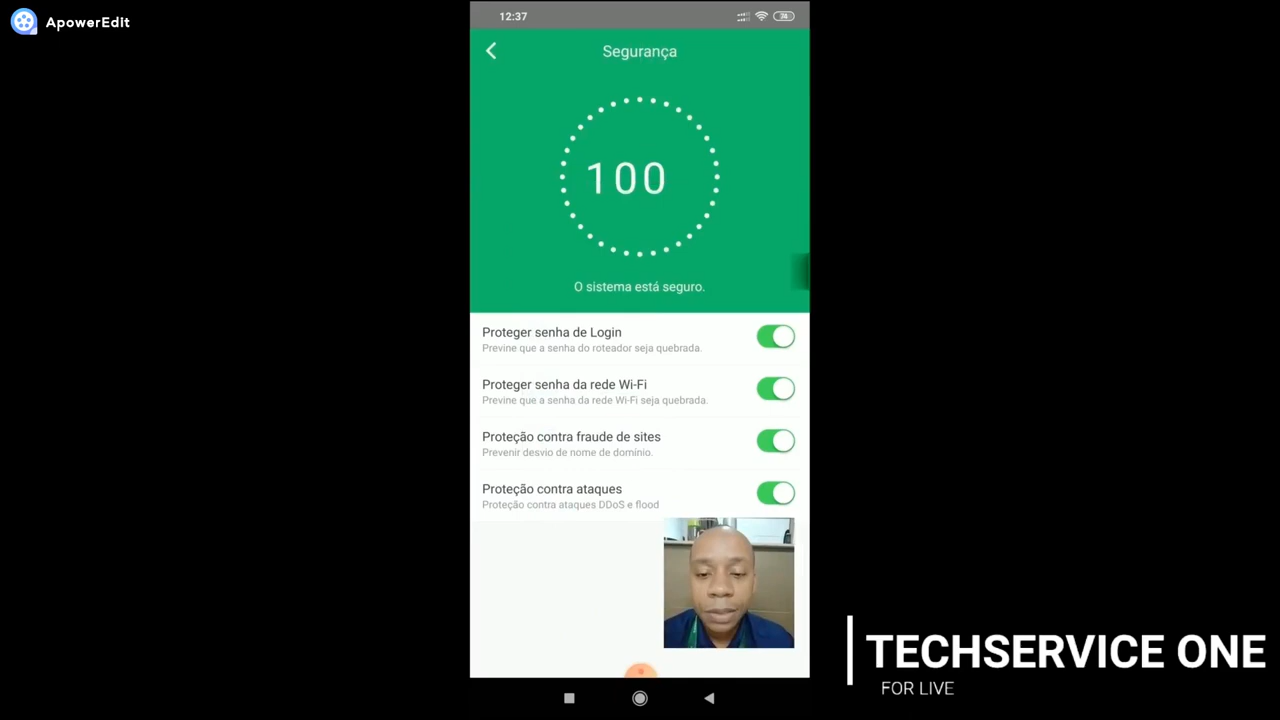 ApowerEdit
12:37
Segurança
100
O sistema está seguro.
Proteger senha de Login
Previne que a senha do roteador seja quebrada.
Proteger senha da rede Wi-Fi
Previne que a senha da rede Wi-Fi seja quebrada.
Proteção contra fraude de sites
Prevenir desvio de nome de domínio.
Proteção contra ataques
Proteção contra ataques DDoS e flood
TECHSERVICE ONE
FOR LIVE